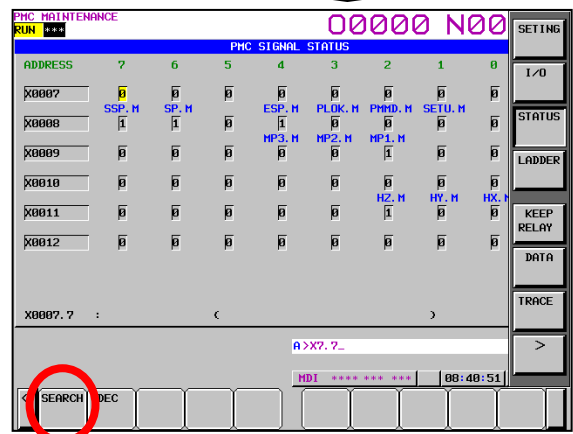 PMC MAINTENANCE
RUN ***
O0000 N00
PMC SIGNAL STATUS
ADDRESS 7 6 5 4 3 2 1 0
X0007 0 0 0 0 0 0 0 0
SSP.M SP.M ESP.M PLOK.M PMMD.M SETU.M
X0008 1 1 0 1 0 0 0 0
MP3.M MP2.M MP1.M
X0009 0 0 0 0 0 1 0 0
X0010 0 0 0 0 0 0 0 0
HZ.M HY.M HX.M
X0011 0 0 0 0 0 1 0 0
X0012 0 0 0 0 0 0 0 0
X0007.7 : ( )
A>X7.7_
MDI **** *** *** 08:40:51
< SEARCH DEC
SETING
I/O
STATUS
LADDER
KEEP
RELAY
DATA
TRACE
>